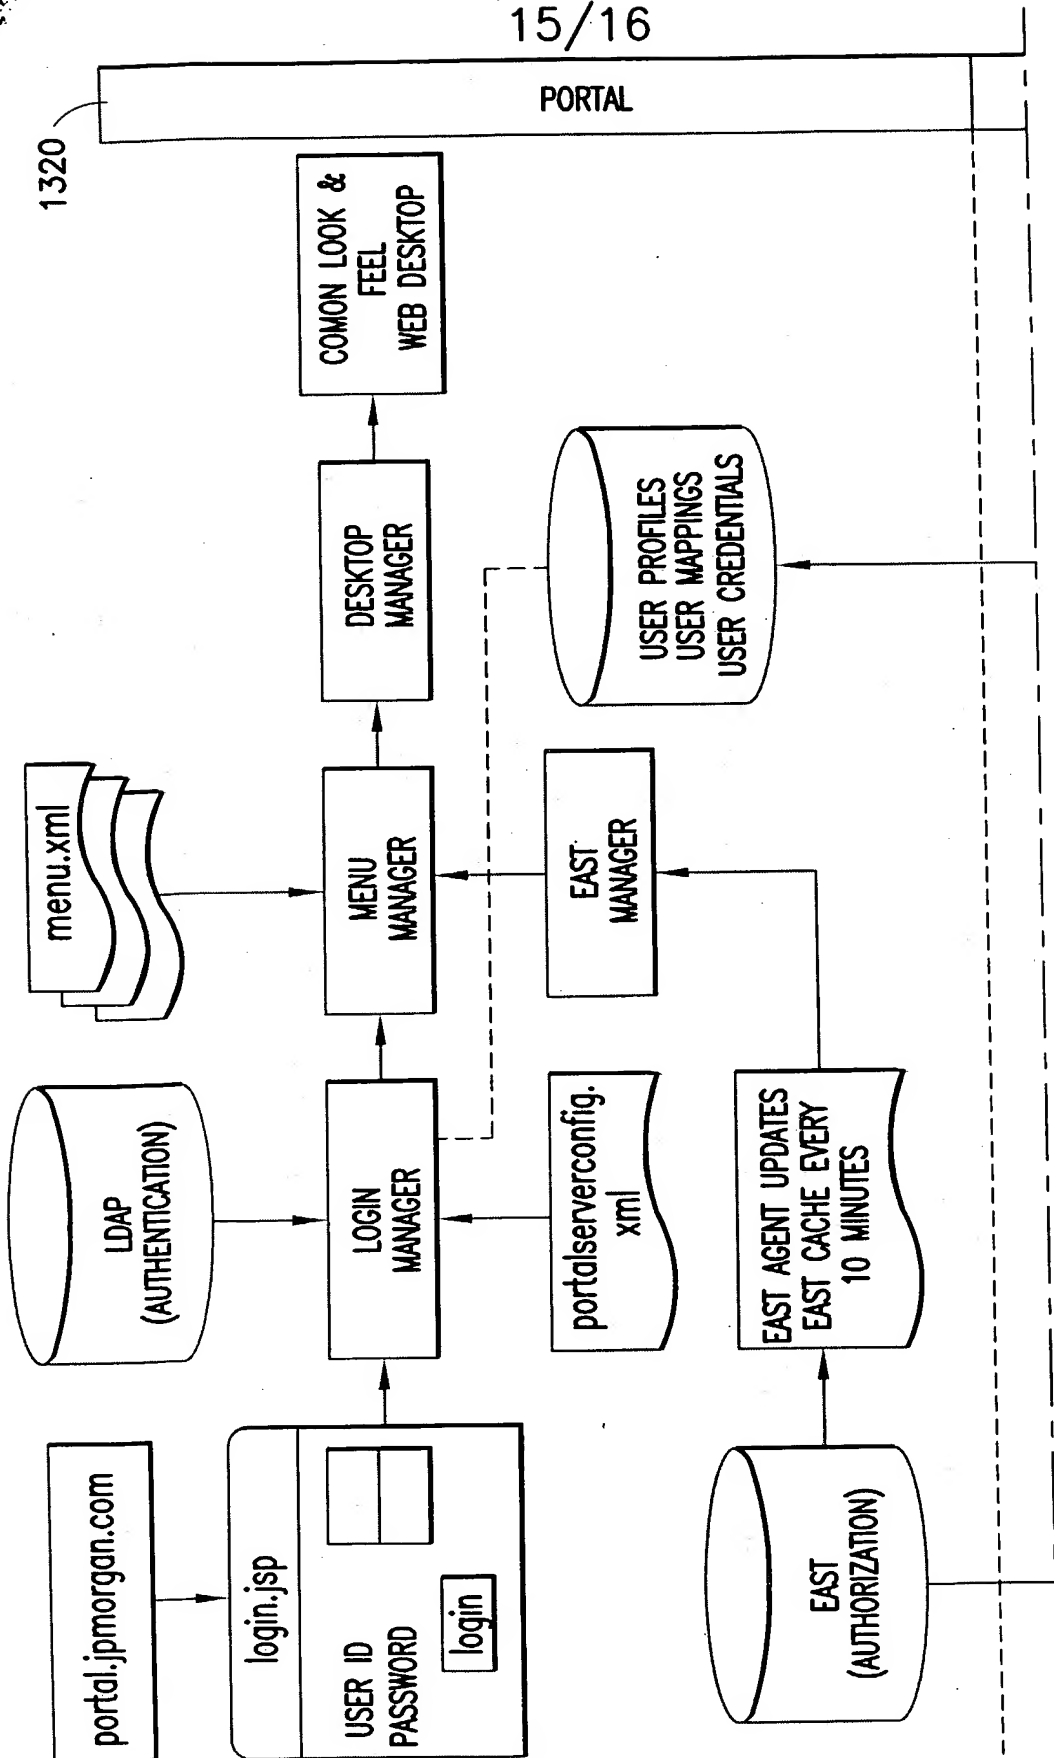 15/16
1320
PORTAL
portal.jpmorgan.com
login.jsp
USER ID
PASSWORD
login
LDAP
(AUTHENTICATION)
LOGIN
MANAGER
portalserverconfig.
xml
menu.xml
MENU
MANAGER
EAST
MANAGER
DESKTOP
MANAGER
COMON LOOK &
FEEL
WEB DESKTOP
USER PROFILES
USER MAPPINGS
USER CREDENTIALS
EAST
(AUTHORIZATION)
EAST AGENT UPDATES
EAST CACHE EVERY
10 MINUTES